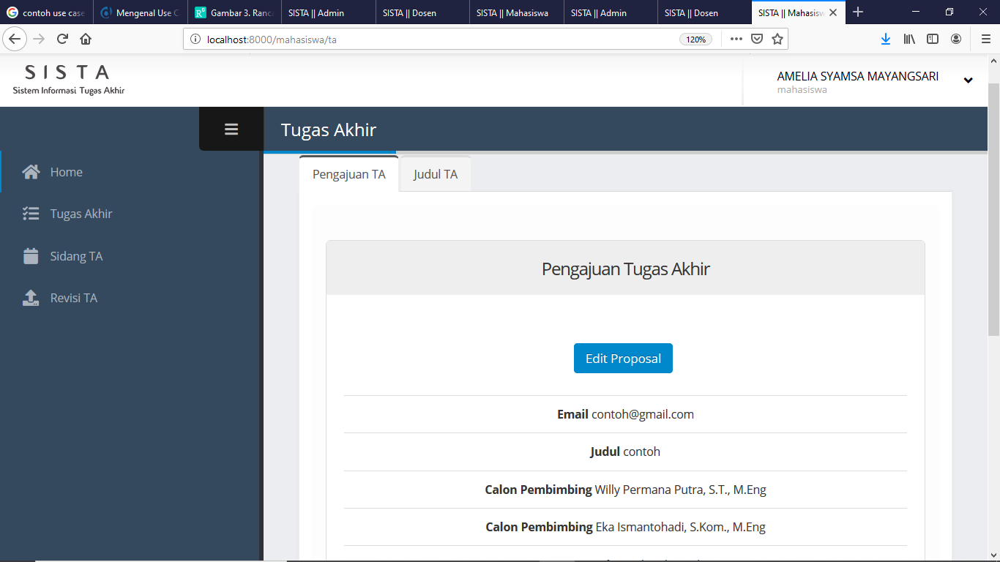 contoh use case
Mengenal Use C
Gambar 3. Ranca
SISTA || Admin
SISTA || Dosen
SISTA || Mahasiswa
SISTA || Admin
SISTA || Dosen
SISTA || Mahasisw
localhost:8000/mahasiswa/ta
120%
SISTA
Sistem Informasi Tugas Akhir
AMELIA SYAMSA MAYANGSARI
mahasiswa
Tugas Akhir
Home
Tugas Akhir
Sidang TA
Revisi TA
Pengajuan TA
Judul TA
Pengajuan Tugas Akhir
Edit Proposal
Email contoh@gmail.com
Judul contoh
Calon Pembimbing Willy Permana Putra, S.T., M.Eng
Calon Pembimbing Eka Ismantohadi, S.Kom., M.Eng